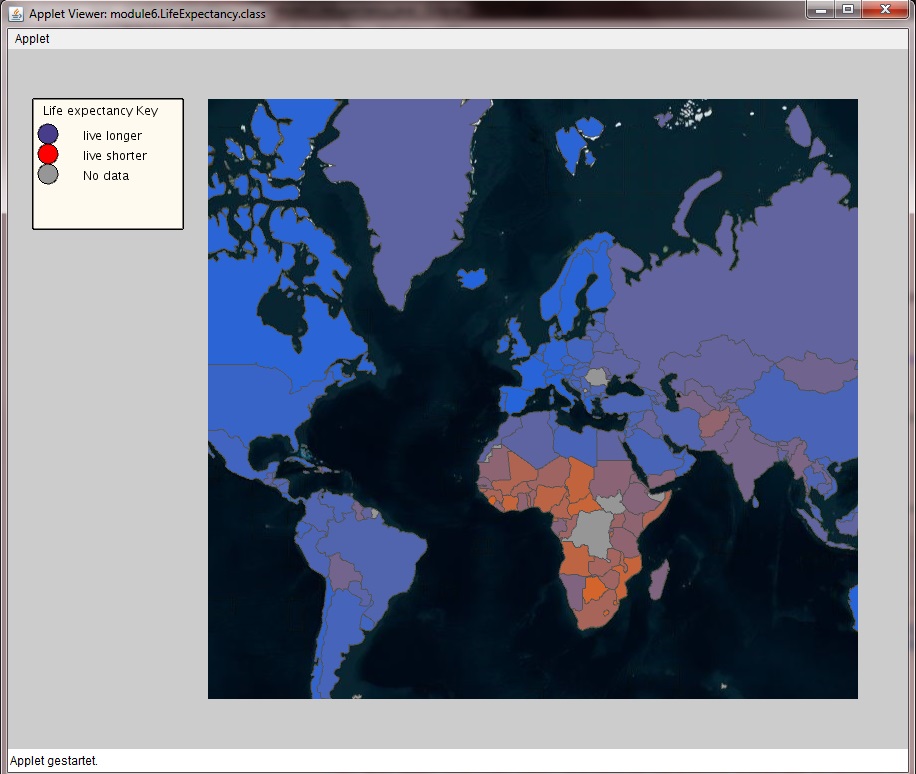 Applet Viewer: module6.LifeExpectancy.class
Applet
Life expectancy Key
live longer
live shorter
No data
Applet gestartet.